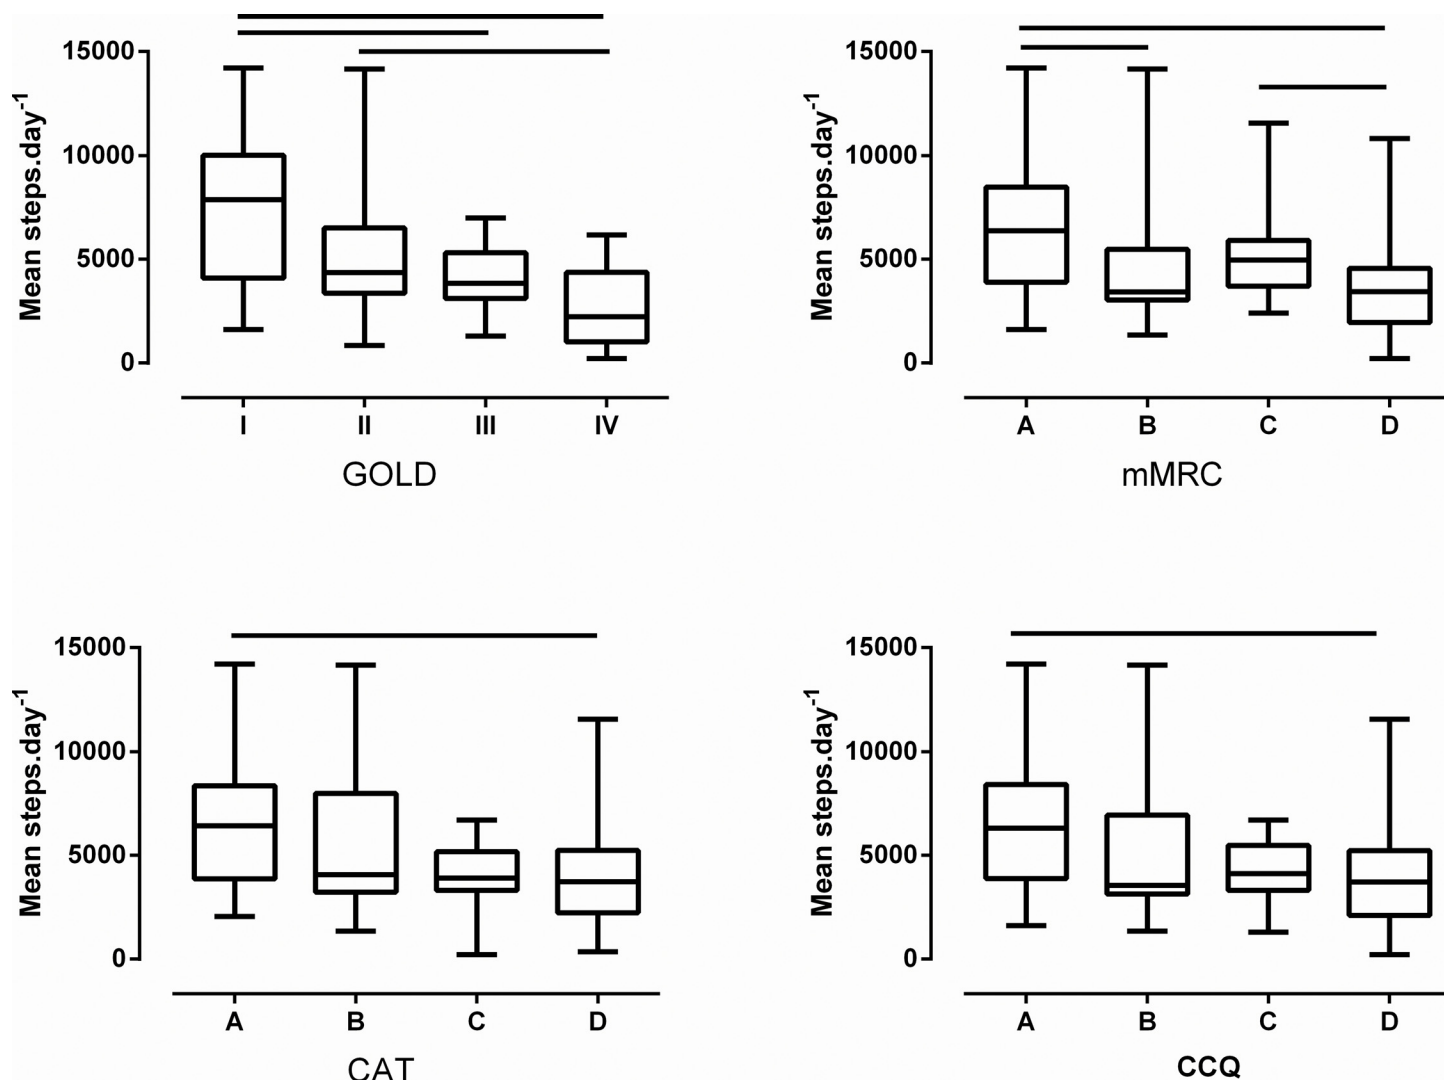 Mean steps.day-1
15000
10000
5000
0
I II III IV
GOLD
Mean steps.day-1
15000
10000
5000
0
A B C D
mMRC
Mean steps.day-1
15000
10000
5000
0
A B C D
CAT
Mean steps.day-1
15000
10000
5000
0
A B C D
CCQ